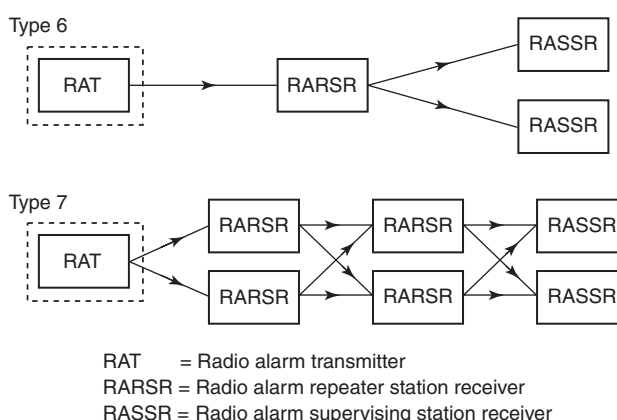 Type 6
RAT
RARSR
RASSR
RASSR
Type 7
RAT
RARSR
RARSR
RASSR
RARSR
RARSR
RASSR
RAT = Radio alarm transmitter
RARSR = Radio alarm repeater station receiver
RASSR = Radio alarm supervising station receiver